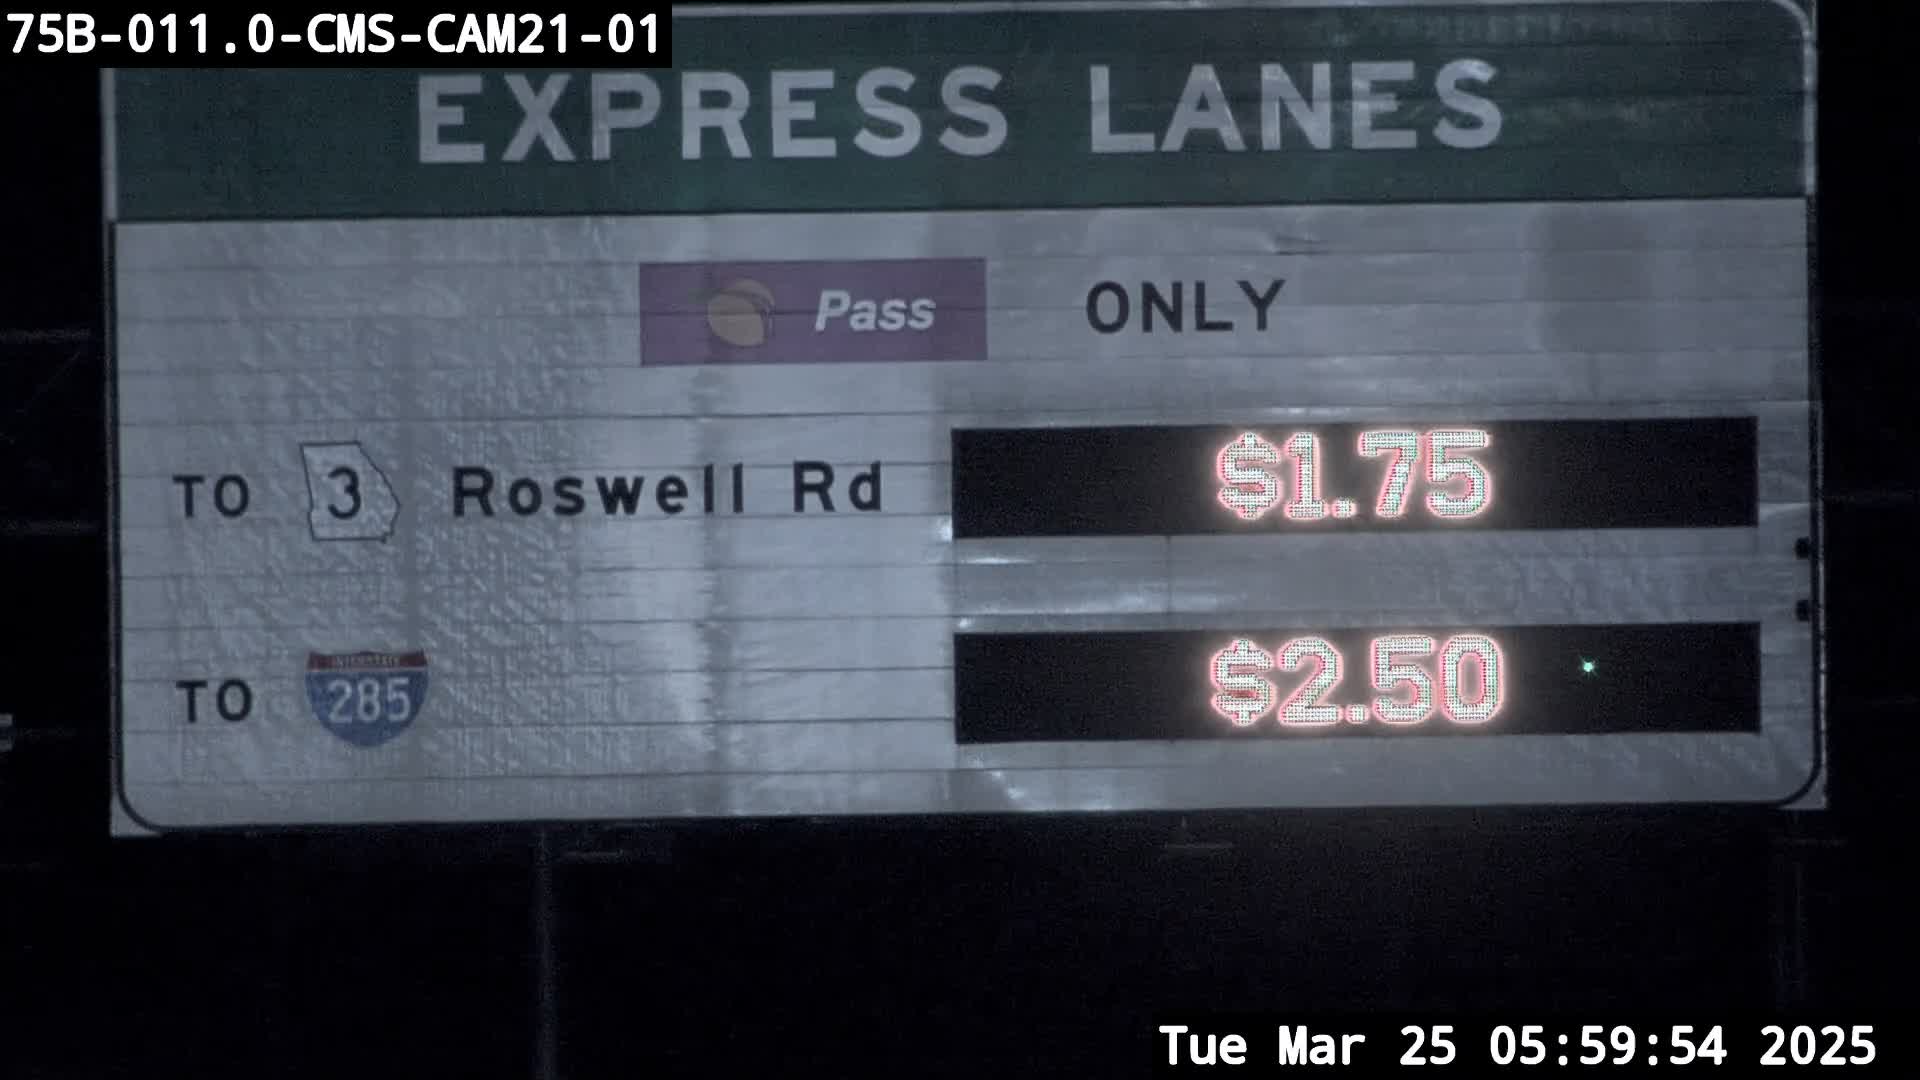 75B-011.0-CMS-CAM21-01
EXPRESS LANES
Pass ONLY
TO 3 Roswell Rd $1.75
INTERSTATE
TO 285 $2.50
Tue Mar 25 05:59:54 2025